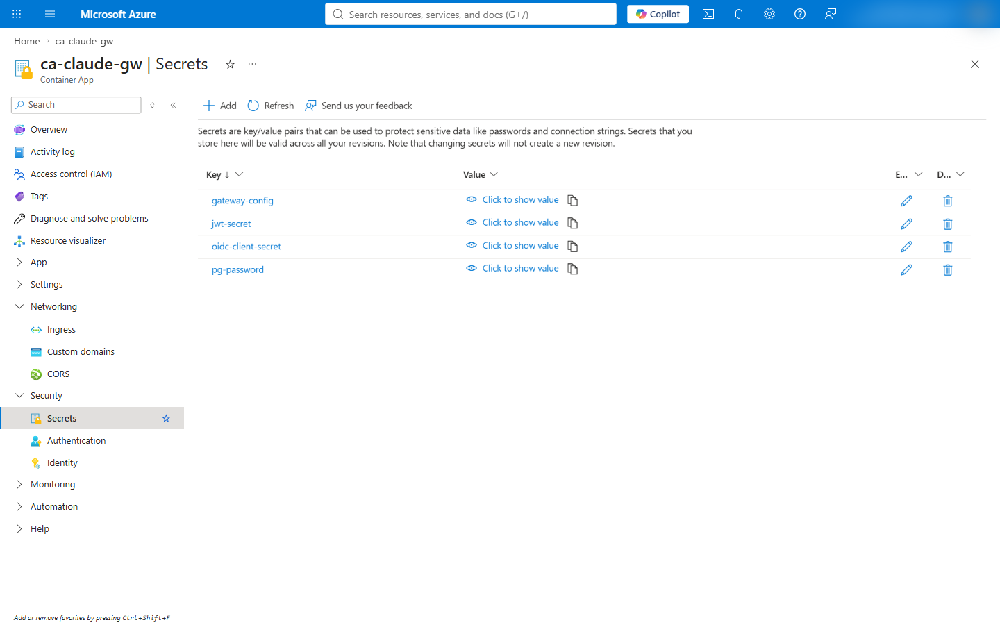 Microsoft Azure
Search resources, services, and docs (G+/)
Copilot
Home > ca-claude-gw
ca-claude-gw | Secrets
Container App
Search
Add
Refresh
Send us your feedback
Overview
Activity log
Access control (IAM)
Tags
Diagnose and solve problems
Resource visualizer
App
Settings
Networking
Ingress
Custom domains
CORS
Security
Secrets
Authentication
Identity
Monitoring
Automation
Help
Add or remove favorites by pressing Ctrl+Shift+F
Secrets are key/value pairs that can be used to protect sensitive data like passwords and connection strings. Secrets that you
store here will be valid across all your revisions. Note that changing secrets will not create a new revision.
Key ↓ Value E... D...
gateway-config Click to show value
jwt-secret Click to show value
oidc-client-secret Click to show value
pg-password Click to show value